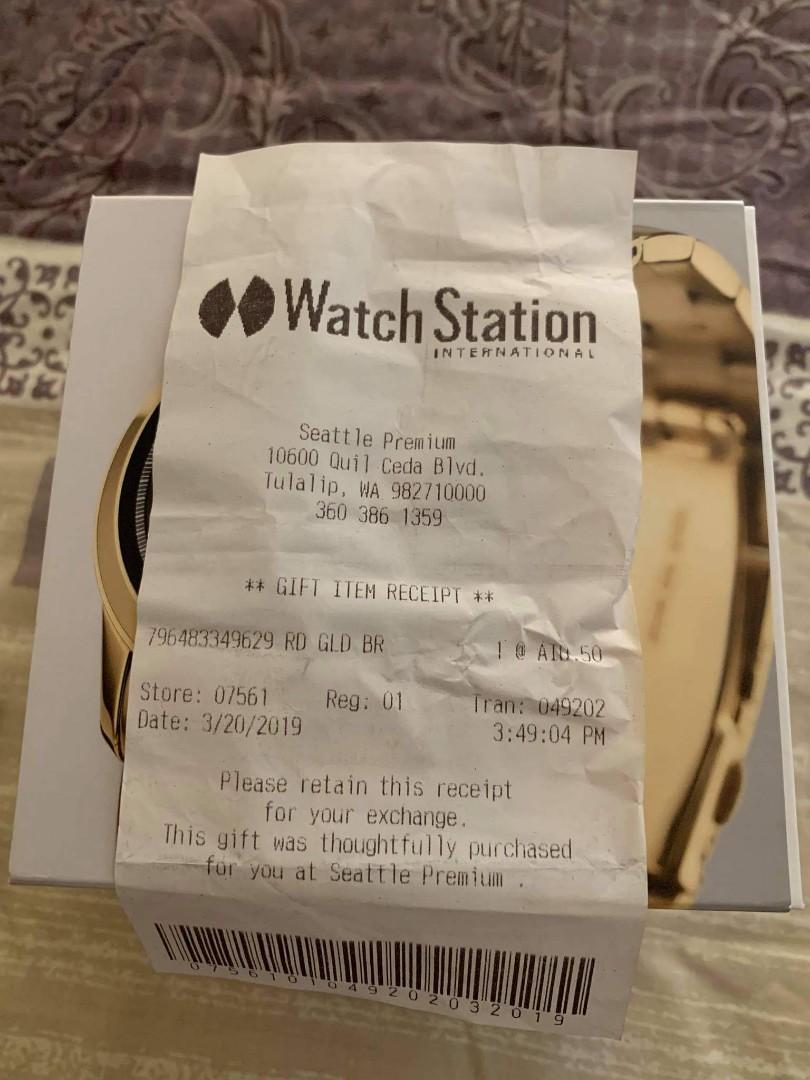 Watch Station
INTERNATIONAL
Seattle Premium
10600 Quil Ceda Blvd.
Tulalip, WA 982710000
360 386 1359
** GIFT ITEM RECEIPT **
796483349629 RD GLD BR 1 @
Store: 07561 Reg: 01 Tran: 049202
Date: 3/20/2019 3:49:04 PM
Please retain this receipt
for your exchange.
This gift was thoughtfully purchased
for you at Seattle Premium .
0756101049202032019